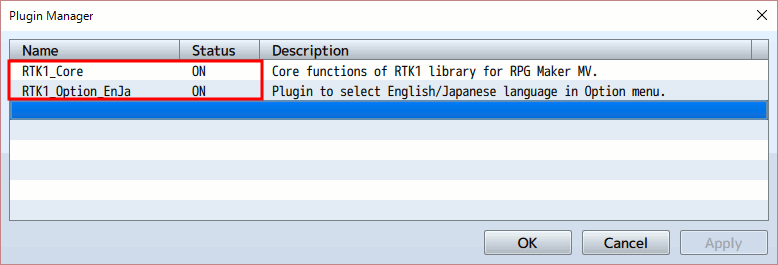 Plugin Manager
Name Status Description
RTK1_Core ON Core functions of RTK1 library for RPG Maker MV.
RTK1_Option_EnJa ON Plugin to select English/Japanese language in Option menu.
OK Cancel Apply